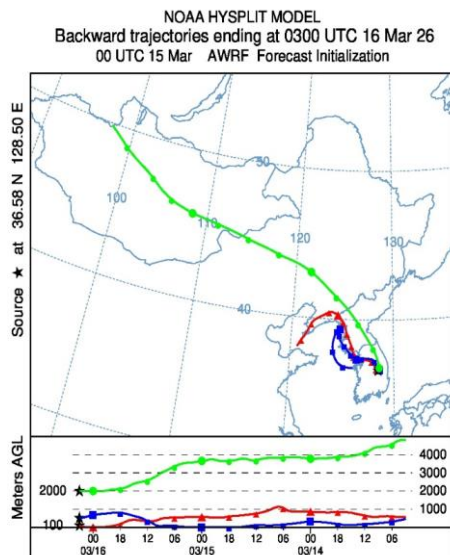 NOAA HYSPLIT MODEL
Backward trajectories ending at 0300 UTC 16 Mar 26
00 UTC 15 Mar AWRF Forecast Initialization
Source ★ at 36.58 N 128.50 E
50
100
110
120
130
40
Meters AGL
2000
100
4000
3000
2000
1000
00 18 12 06 00 18 12 06 00 18 12 06
03/16 03/15 03/14